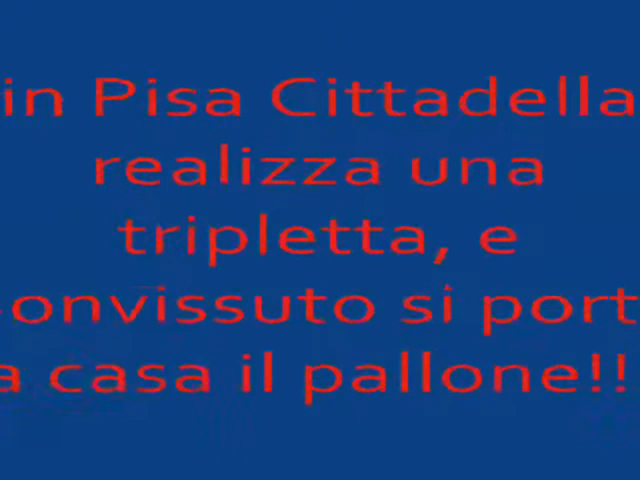 in Pisa Cittadella
realizza una
tripletta, e
onvissuto si port
a casa il pallone!!